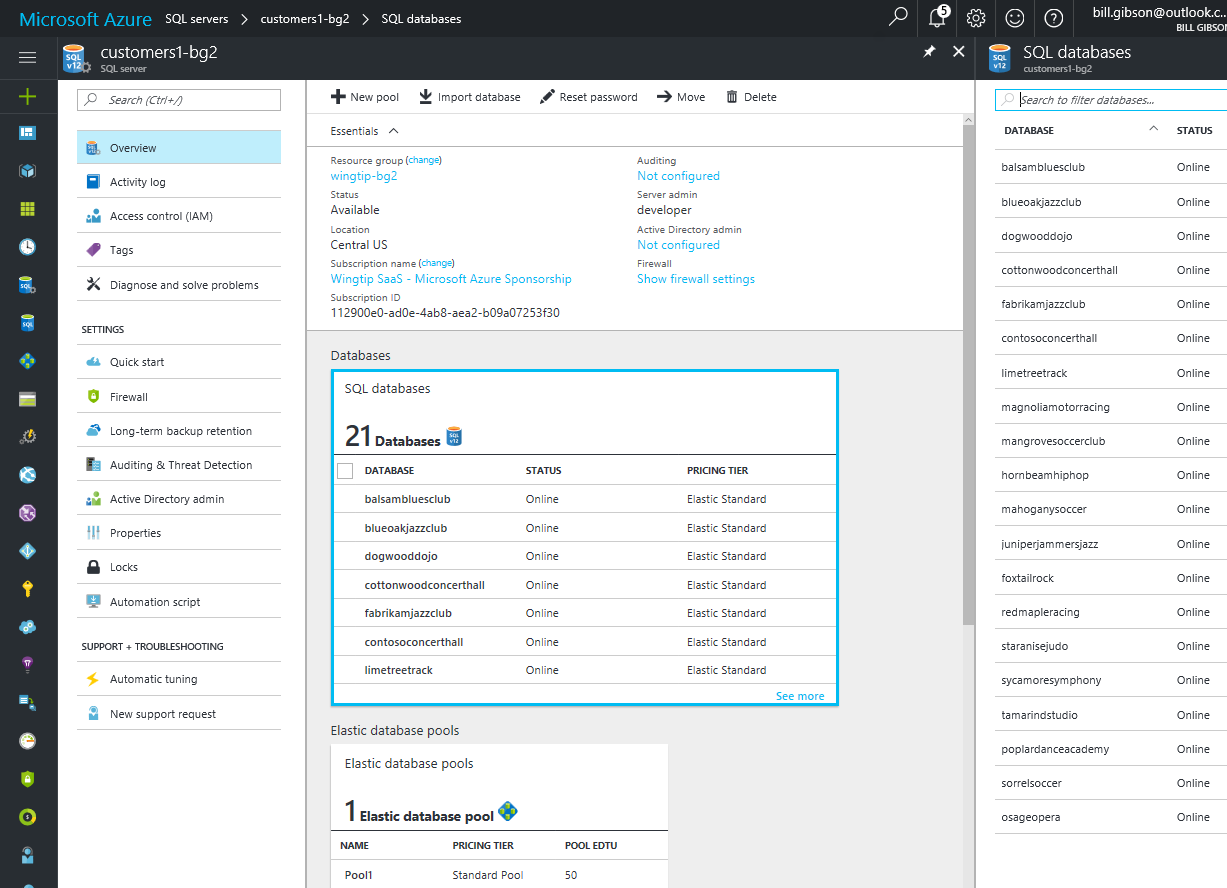 Microsoft Azure SQL servers > customers1-bg2 > SQL databases 5 bill.gibson@outlook.c...
BILL GIBSON
customers1-bg2
SQL server
Search (Ctrl+/)
Overview
Activity log
Access control (IAM)
Tags
Diagnose and solve problems
SETTINGS
Quick start
Firewall
Long-term backup retention
Auditing & Threat Detection
Active Directory admin
Properties
Locks
Automation script
SUPPORT + TROUBLESHOOTING
Automatic tuning
New support request
New pool Import database Reset password Move Delete
Essentials
Resource group (change)
wingtip-bg2
Status
Available
Location
Central US
Subscription name (change)
Wingtip SaaS - Microsoft Azure Sponsorship
Subscription ID
112900e0-ad0e-4ab8-aea2-b09a07253f30
Auditing
Not configured
Server admin
developer
Active Directory admin
Not configured
Firewall
Show firewall settings
Databases
SQL databases
21 Databases
DATABASE STATUS PRICING TIER
balsambluesclub Online Elastic Standard
blueoakjazzclub Online Elastic Standard
dogwooddojo Online Elastic Standard
cottonwoodconcerthall Online Elastic Standard
fabrikamjazzclub Online Elastic Standard
contosoconcerthall Online Elastic Standard
limetreetrack Online Elastic Standard
See more
Elastic database pools
Elastic database pools
1 Elastic database pool
NAME PRICING TIER POOL EDTU
Pool1 Standard Pool 50
SQL databases
customers1-bg2
Search to filter databases...
DATABASE STATUS
balsambluesclub Online
blueoakjazzclub Online
dogwooddojo Online
cottonwoodconcerthall Online
fabrikamjazzclub Online
contosoconcerthall Online
limetreetrack Online
magnoliamotorracing Online
mangrovesoccerclub Online
hornbeamhiphop Online
mahoganysoccer Online
juniperjammersjazz Online
foxtailrock Online
redmapleracing Online
staranisejudo Online
sycamoresymphony Online
tamarindstudio Online
poplardanceacademy Online
sorrelsoccer Online
osageopera Online